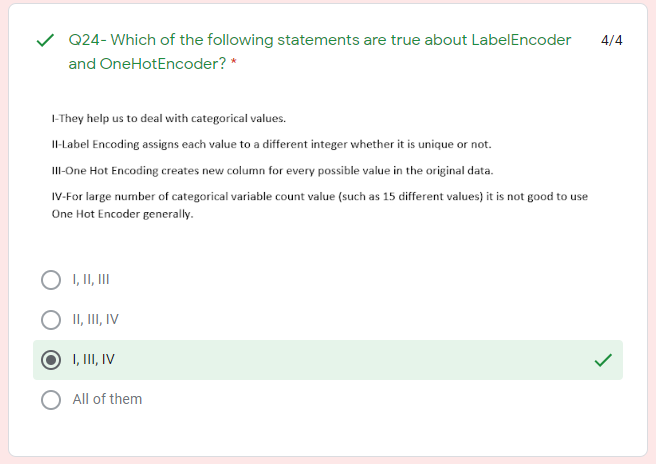 Q24- Which of the following statements are true about LabelEncoder 4/4
and OneHotEncoder? *
I-They help us to deal with categorical values.
II-Label Encoding assigns each value to a different integer whether it is unique or not.
III-One Hot Encoding creates new column for every possible value in the original data.
IV-For large number of categorical variable count value (such as 15 different values) it is not good to use
One Hot Encoder generally.
I, II, III
II, III, IV
I, III, IV
All of them